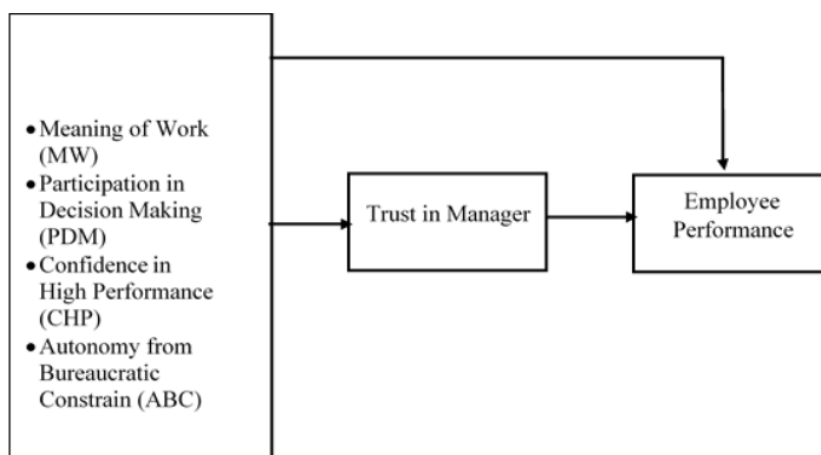 • Meaning of Work
(MW)
• Participation in
Decision Making
(PDM)
• Confidence in
High Performance
(CHP)
• Autonomy from
Bureaucratic
Constrain (ABC)
Trust in Manager
Employee
Performance